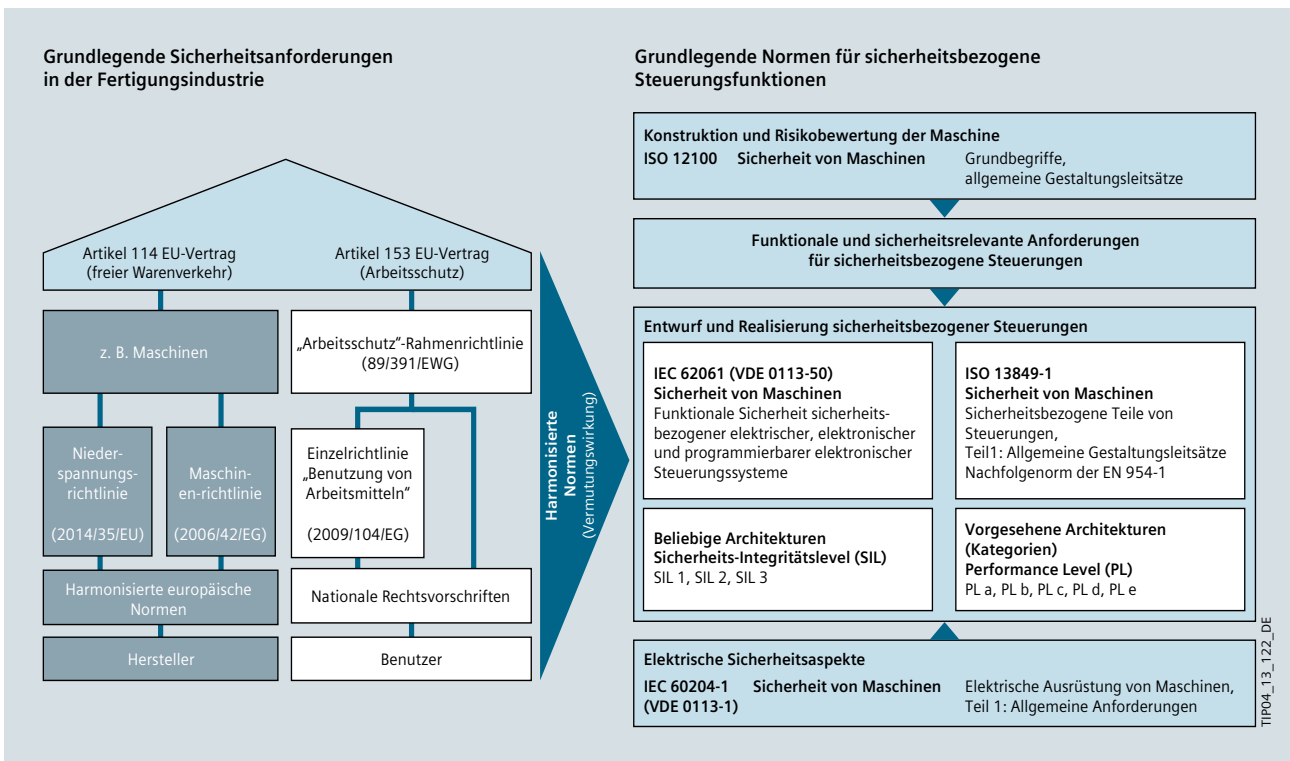 Grundlegende Sicherheitsanforderungen
in der Fertigungsindustrie
Artikel 114 EU-Vertrag
(freier Warenverkehr)
Artikel 153 EU-Vertrag
(Arbeitsschutz)
z. B. Maschinen
„Arbeitsschutz“-Rahmenrichtlinie
(89/391/EWG)
Nieder-
spannungs-
richtlinie
(2014/35/EU)
Maschin-
en-richtlinie
(2006/42/EG)
Einzelrichtlinie
„Benutzung von
Arbeitsmitteln“
(2009/104/EG)
Harmonisierte europäische
Normen
Nationale Rechtsvorschriften
Hersteller
Benutzer
Harmonisierte
Normen
(Vermutungswirkung)
Grundlegende Normen für sicherheitsbezogene
Steuerungsfunktionen
Konstruktion und Risikobewertung der Maschine
ISO 12100 Sicherheit von Maschinen Grundbegriffe,
allgemeine Gestaltungsleitsätze
Funktionale und sicherheitsrelevante Anforderungen
für sicherheitsbezogene Steuerungen
Entwurf und Realisierung sicherheitsbezogener Steuerungen
IEC 62061 (VDE 0113-50)
Sicherheit von Maschinen
Funktionale Sicherheit sicherheits-
bezogener elektrischer, elektronischer
und programmierbarer elektronischer
Steuerungssysteme
ISO 13849-1
Sicherheit von Maschinen
Sicherheitsbezogene Teile von
Steuerungen,
Teil1: Allgemeine Gestaltungsleitsätze
Nachfolgenorm der EN 954-1
Beliebige Architekturen
Sicherheits-Integritätslevel (SIL)
SIL 1, SIL 2, SIL 3
Vorgesehene Architekturen
(Kategorien)
Performance Level (PL)
PL a, PL b, PL c, PL d, PL e
Elektrische Sicherheitsaspekte
IEC 60204-1 Sicherheit von Maschinen Elektrische Ausrüstung von Maschinen,
(VDE 0113-1) Teil 1: Allgemeine Anforderungen
TIP04_13_122_DE